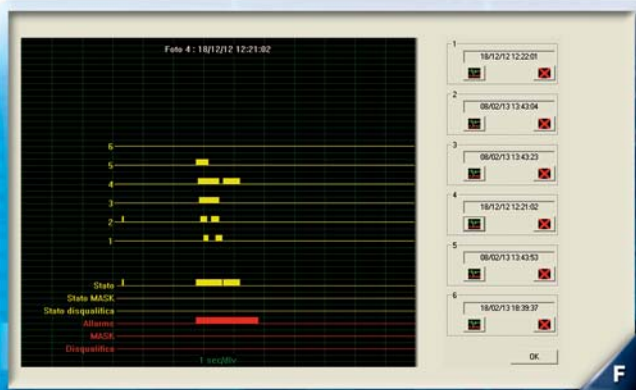 Foto 4 : 18/12/12 12:21:02
6
5
4
3
2
1
Stato
Stato MASK
Stato disqualifica
Allarme
MASK
Disqualifica
1 sec/div
1
18/12/12 12:22:01
2
08/02/13 13:43:04
3
08/02/13 13:43:23
4
18/12/12 12:21:02
5
08/02/13 13:43:53
6
18/02/13 18:39:37
OK
F